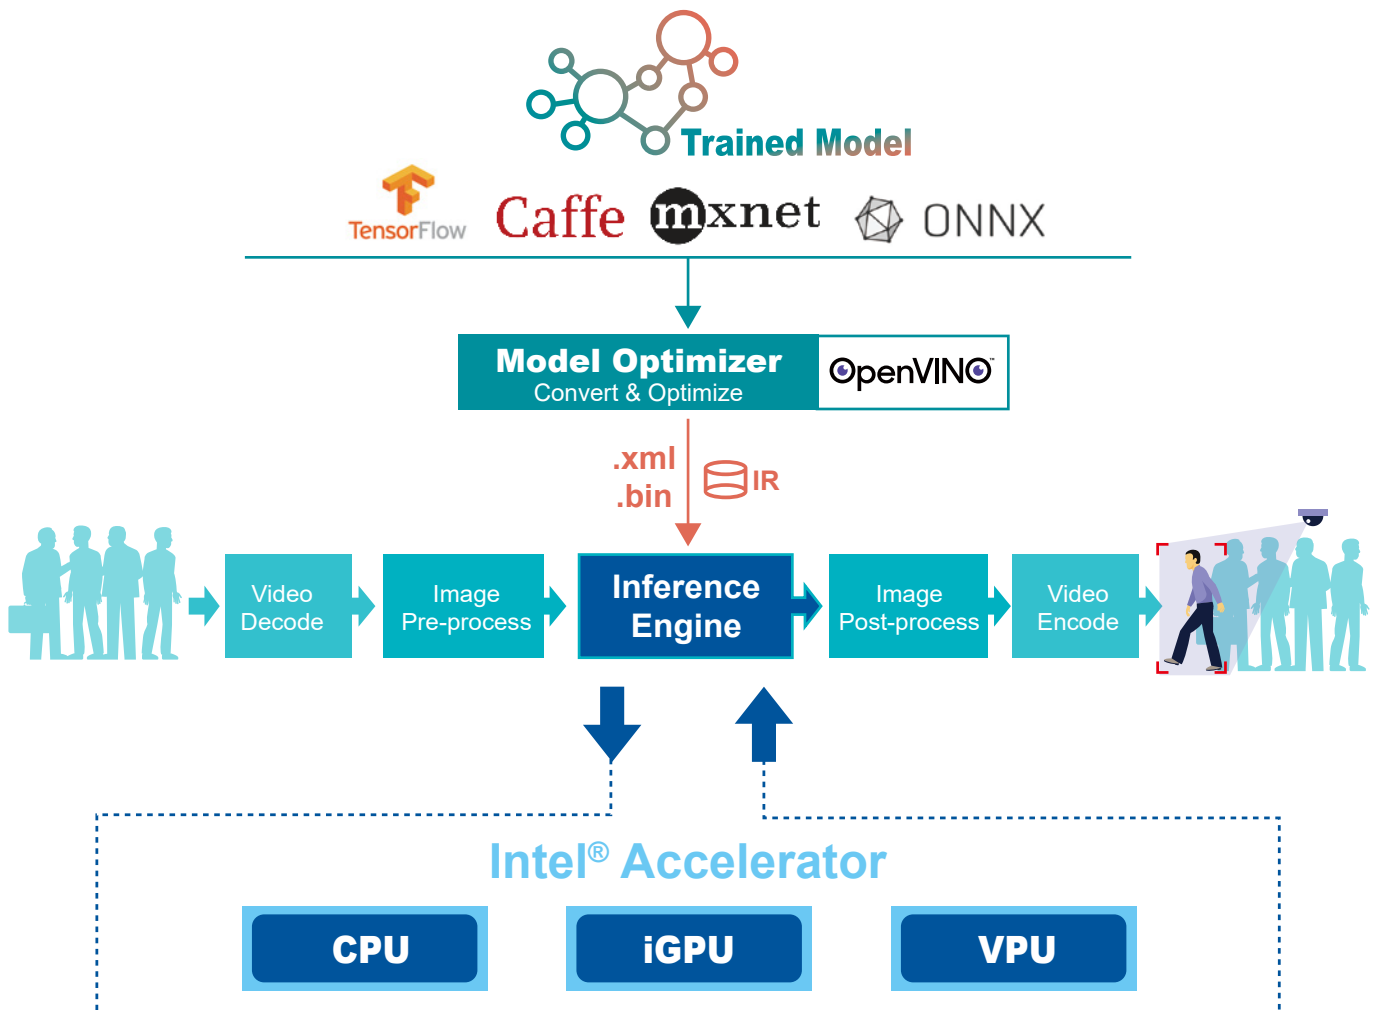 Trained Model
TensorFlow
Caffe
mxnet
ONNX
Model Optimizer
Convert & Optimize
OpenVINO™
.xml
.bin
IR
Video
Decode
Image
Pre-process
Inference
Engine
Image
Post-process
Video
Encode
Intel® Accelerator
CPU
iGPU
VPU